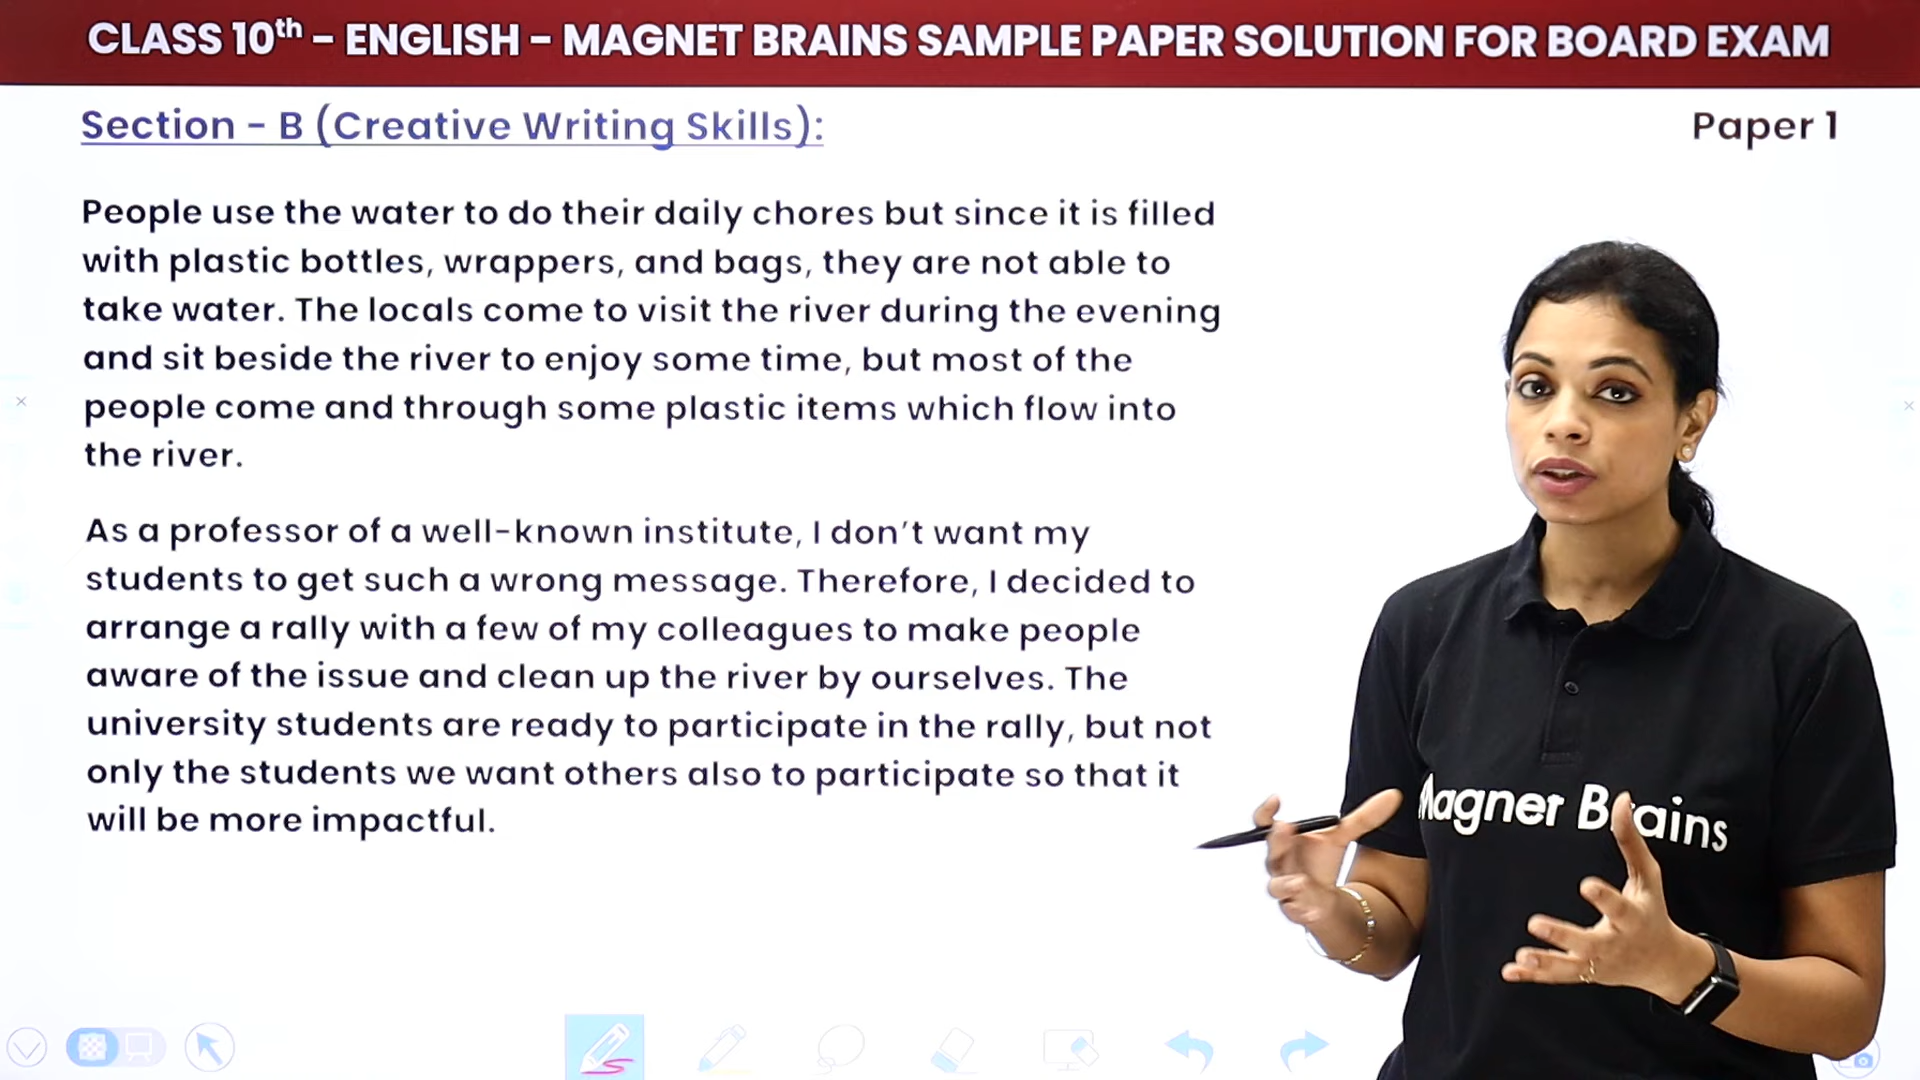 CLASS 10th - ENGLISH - MAGNET BRAINS SAMPLE PAPER SOLUTION FOR BOARD EXAM
Section - B (Creative Writing Skills):
Paper 1
People use the water to do their daily chores but since it is filled
with plastic bottles, wrappers, and bags, they are not able to
take water. The locals come to visit the river during the evening
and sit beside the river to enjoy some time, but most of the
people come and through some plastic items which flow into
the river.
As a professor of a well-known institute, I don't want my
students to get such a wrong message. Therefore, I decided to
arrange a rally with a few of my colleagues to make people
aware of the issue and clean up the river by ourselves. The
university students are ready to participate in the rally, but not
only the students we want others also to participate so that it
will be more impactful.
Magnet Brains